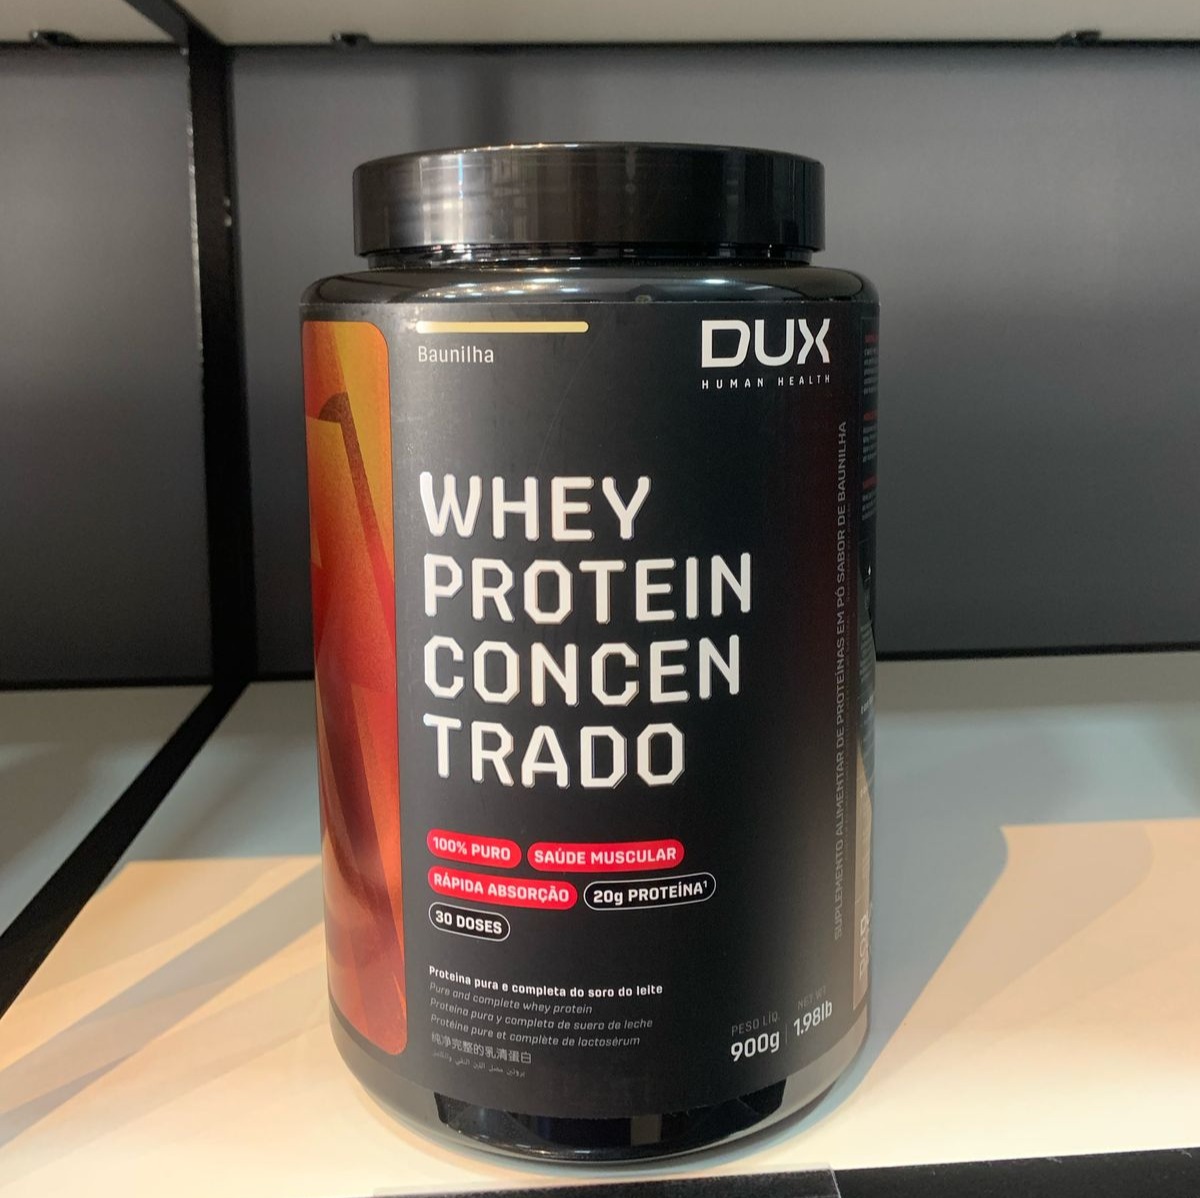 Baunilha
DUX
HUMAN HEALTH
WHEY
PROTEIN
CONCEN
TRADO
100% PURO
SAÚDE MUSCULAR
RÁPIDA ABSORÇÃO
20g PROTEÍNA¹
30 DOSES
Proteína pura e completa do soro do leite
Pure and complete whey protein
Proteína pura y completa de suero de leche
Protéine pure et complète de lactosérum
纯净完整的乳清蛋白
PESO LÍQ.
900g
NET WT
1.98lb
SUPLEMENTO ALIMENTAR DE PROTEÍNAS EM PÓ SABOR DE BAUNILHA